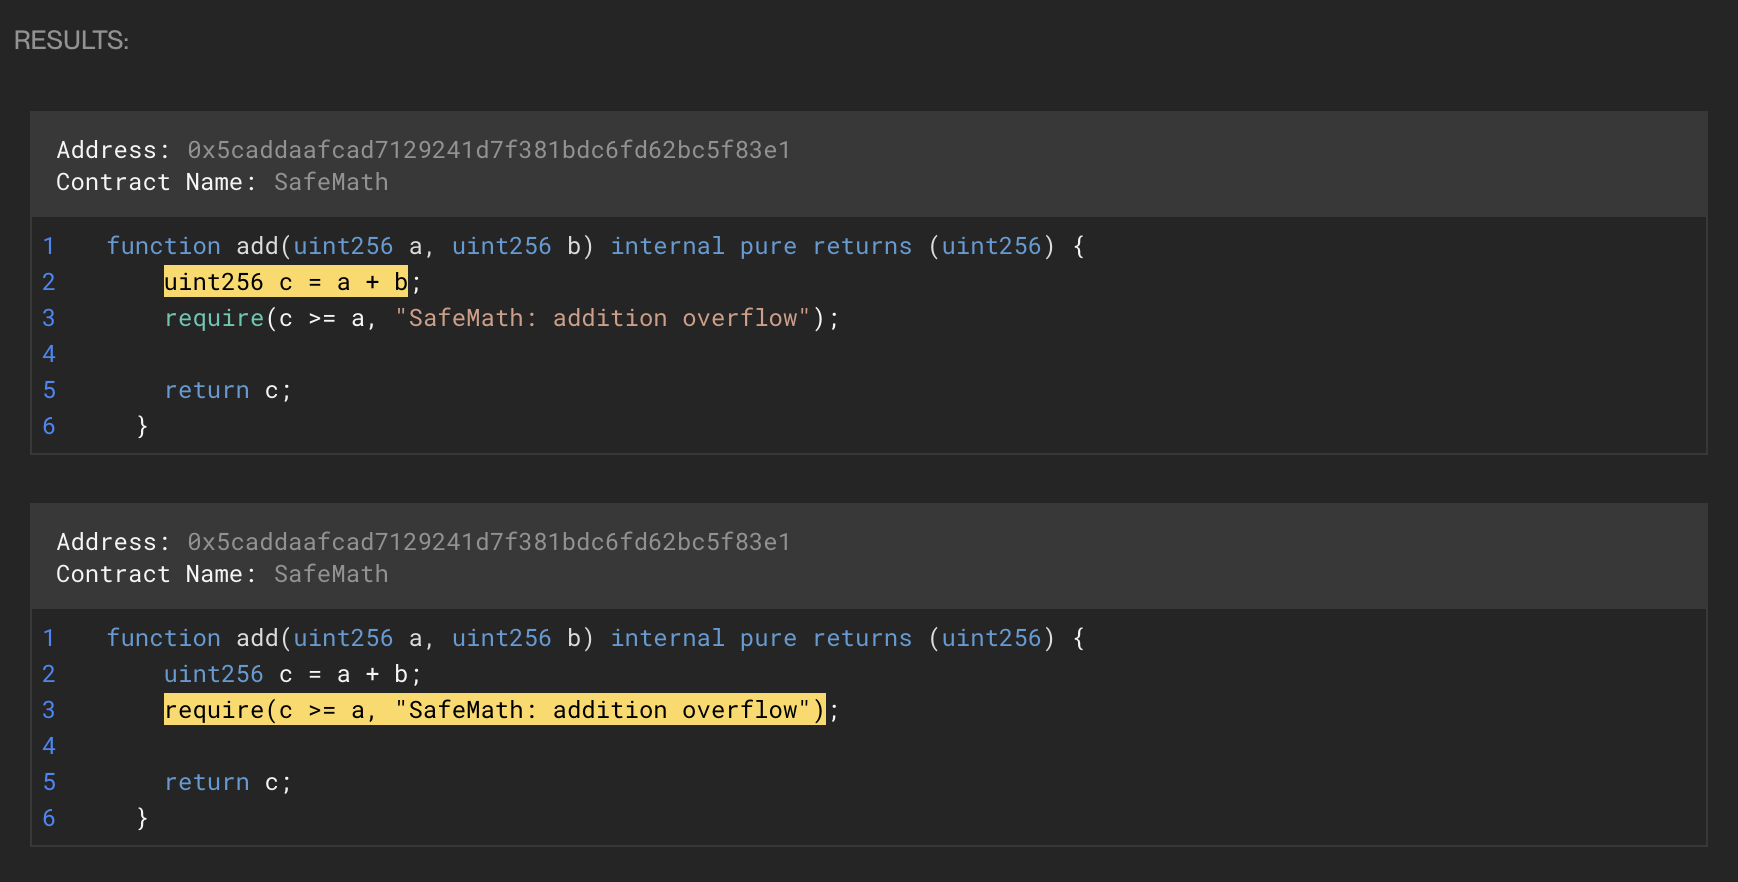 RESULTS:
Address: 0x5caddaafcad7129241d7f381bdc6fd62bc5f83e1
Contract Name: SafeMath
1 function add(uint256 a, uint256 b) internal pure returns (uint256) {
2 uint256 c = a + b;
3 require(c >= a, "SafeMath: addition overflow");
4
5 return c;
6 }
Address: 0x5caddaafcad7129241d7f381bdc6fd62bc5f83e1
Contract Name: SafeMath
1 function add(uint256 a, uint256 b) internal pure returns (uint256) {
2 uint256 c = a + b;
3 require(c >= a, "SafeMath: addition overflow");
4
5 return c;
6 }